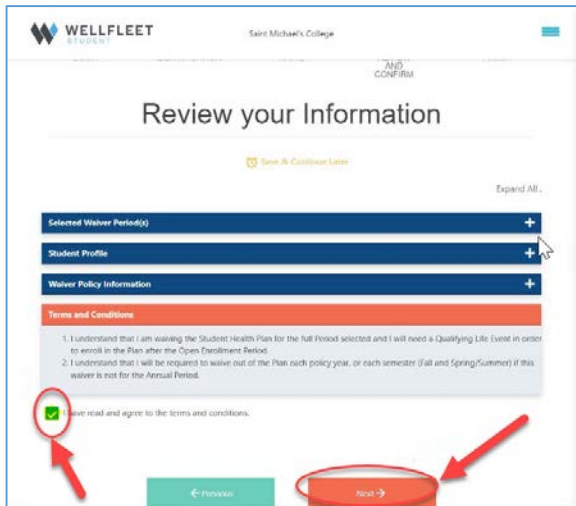 WELLFLEET
STUDENT
Saint Michael's College
AND
CONFIRM
Review your Information
Save & Continue Later
Expand All .
Selected Waiver Period(s)
Student Profile
Waiver Policy Information
Terms and Conditions
1. I understand that I am waiving the Student Health Plan for the full Period selected and I will need a Qualifying Life Event in order
to enroll in the Plan after the Open Enrollment Period.
2. I understand that I will be required to waive out of the Plan each policy year, or each semester (Fall and Spring/Summer) if this
waiver is not for the Annual Period.
I have read and agree to the terms and conditions.
← Previous
Next →